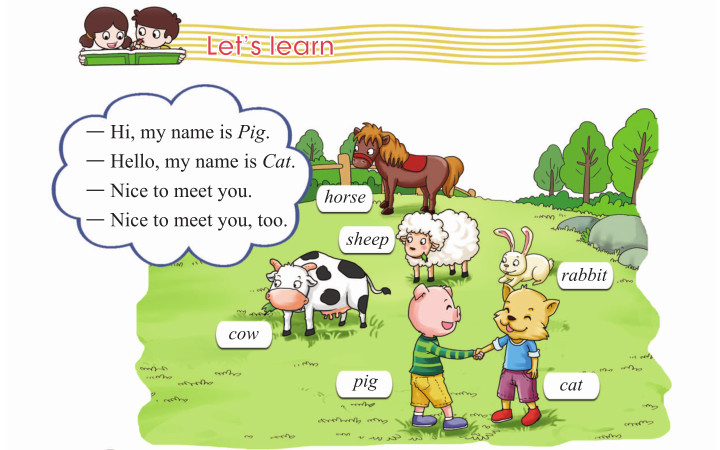 Let's learn
— Hi, my name is Pig.
— Hello, my name is Cat.
— Nice to meet you.
— Nice to meet you, too.
horse
sheep
rabbit
cow
pig
cat